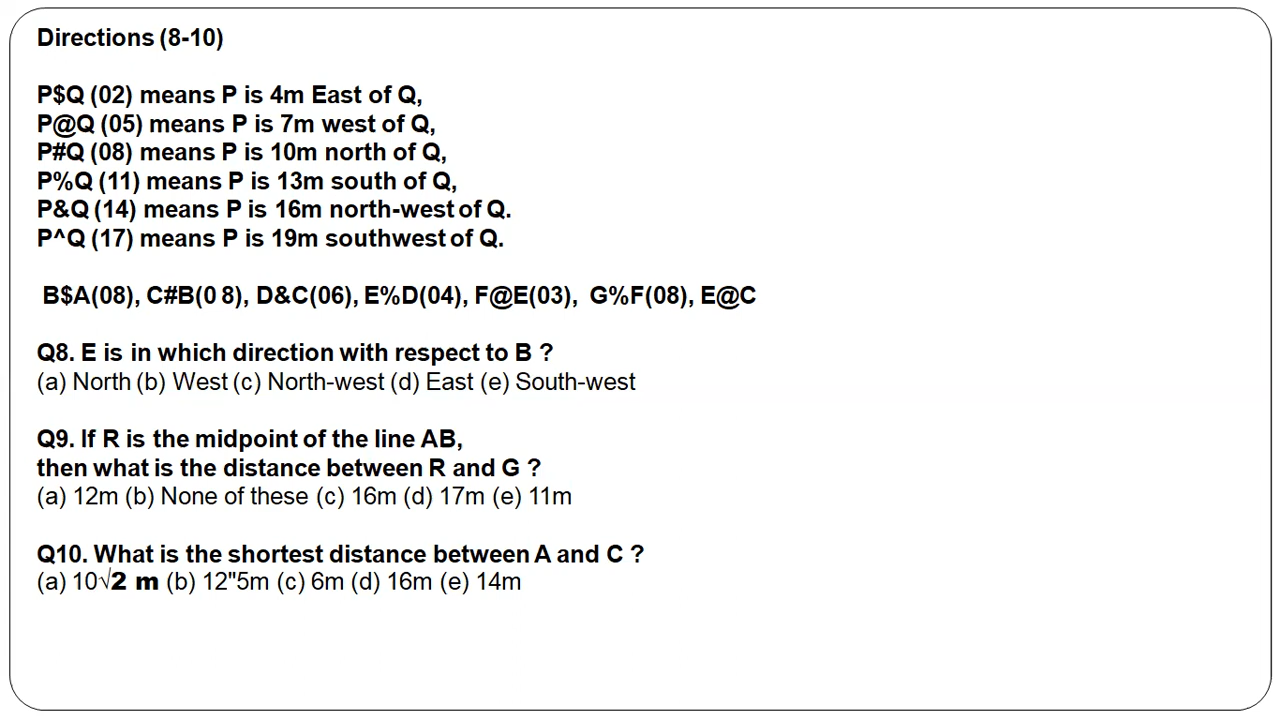 Directions (8-10)
P$Q (02) means P is 4m East of Q,
P@Q (05) means P is 7m west of Q,
P#Q (08) means P is 10m north of Q,
P%Q (11) means P is 13m south of Q,
P&Q (14) means P is 16m north-west of Q.
P^Q (17) means P is 19m southwest of Q.
B$A(08), C#B(0 8), D&C(06), E%D(04), F@E(03), G%F(08), E@C
Q8. E is in which direction with respect to B ?
(a) North (b) West (c) North-west (d) East (e) South-west
Q9. If R is the midpoint of the line AB,
then what is the distance between R and G ?
(a) 12m (b) None of these (c) 16m (d) 17m (e) 11m
Q10. What is the shortest distance between A and C ?
(a) 10√2 m (b) 12"5m (c) 6m (d) 16m (e) 14m